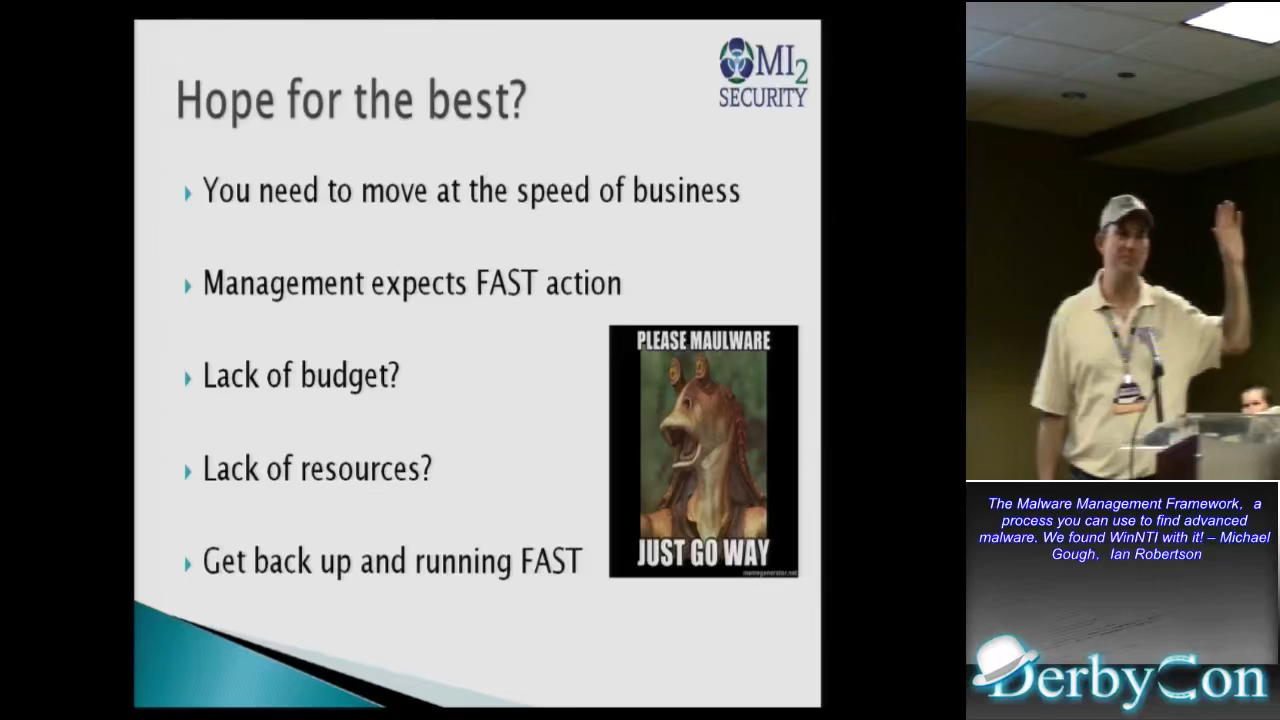 Hope for the best?
MI2
SECURITY
You need to move at the speed of business
Management expects FAST action
Lack of budget?
Lack of resources?
Get back up and running FAST
PLEASE MAULWARE
JUST GO WAY
memegenerator.net
The Malware Management Framework, a
process you can use to find advanced
malware. We found WinNTI with it! – Michael
Gough, Ian Robertson
DerbyCon